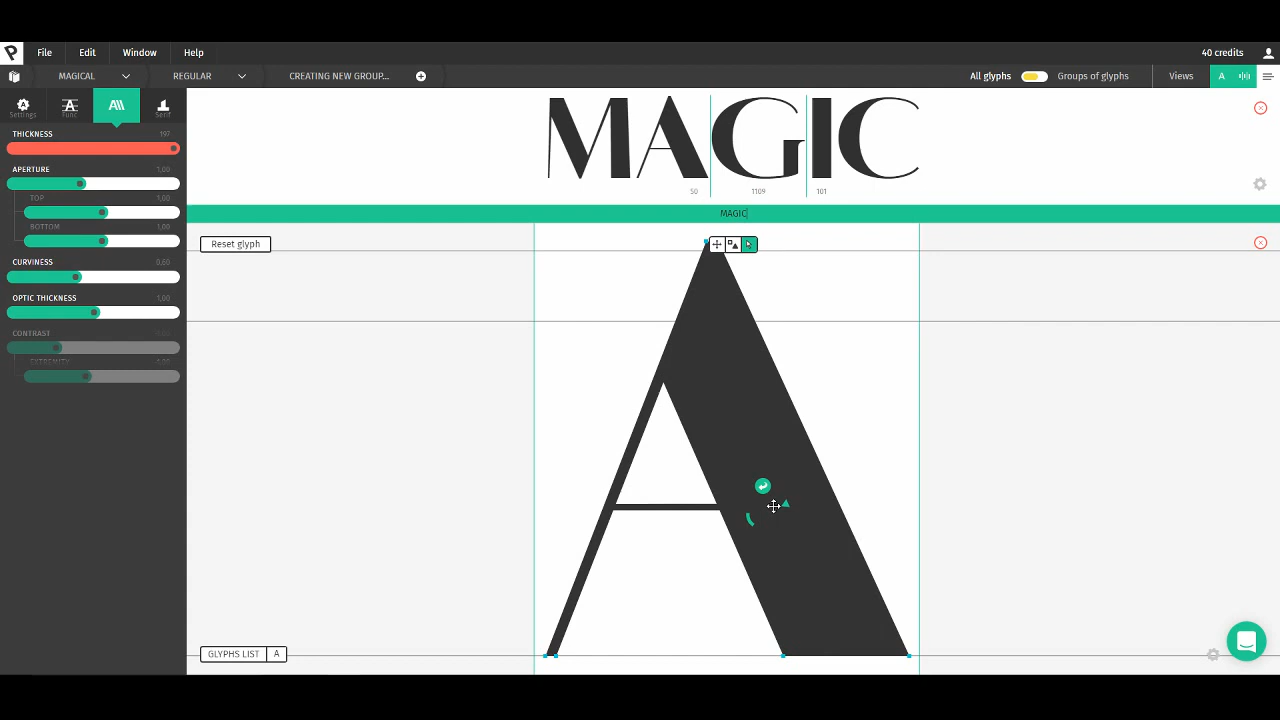 File Edit Window Help 40 credits
MAGICAL REGULAR CREATING NEW GROUP... All glyphs Groups of glyphs Views A
Settings Func Serif
THICKNESS 197
APERTURE 1,00
TOP 1,00
BOTTOM 1,00
CURVINESS 0,60
OPTIC THICKNESS 1,00
CONTRAST
EXTREMITY
MAGIC
50 1109 101
MAGIC
Reset glyph
A
GLYPHS LIST A